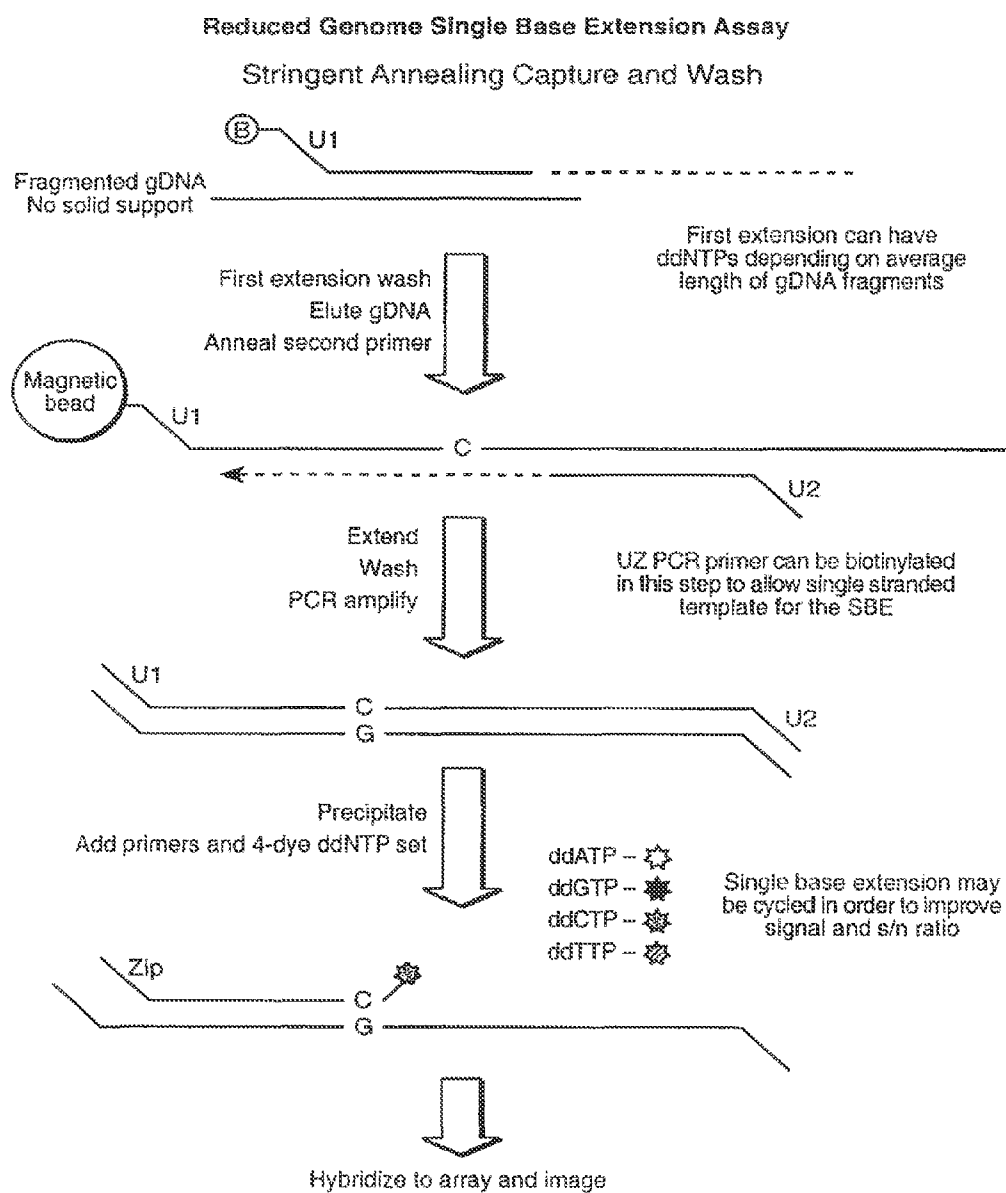 Reduced Genome Single Base Extension Assay
Stringent Annealing Capture and Wash
B
U1
Fragmented gDNA
No solid support
First extension can have
ddNTPs depending on average
length of gDNA fragments
First extension wash
Elute gDNA
Anneal second primer
Magnetic
bead
U1
C
U2
Extend
Wash
PCR amplify
UZ PCR primer can be biotinylated
in this step to allow single stranded
template for the SBE
U1
C
G
U2
Precipitate
Add primers and 4-dye ddNTP set
ddATP –
ddGTP –
ddCTP –
ddTTP –
Single base extension may
be cycled in order to improve
signal and s/n ratio
Zip
C
G
Hybridize to array and image